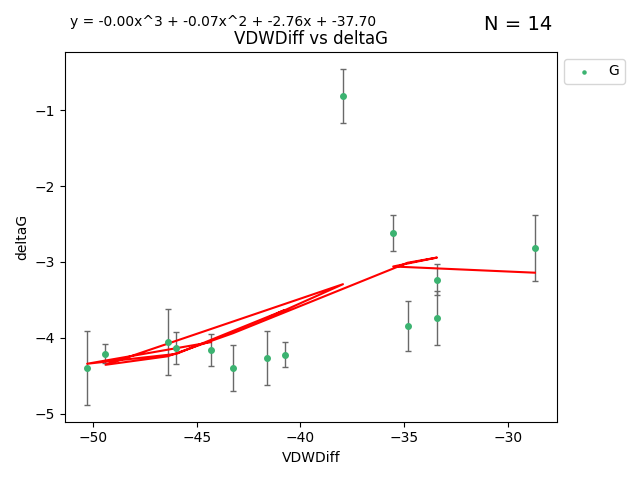 y = -0.00x^3 + -0.07x^2 + -2.76x + -37.70
N = 14
VDWDiff vs deltaG
G
deltaG
−1
−2
−3
−4
−5
−50
−45
−40
−35
−30
VDWDiff